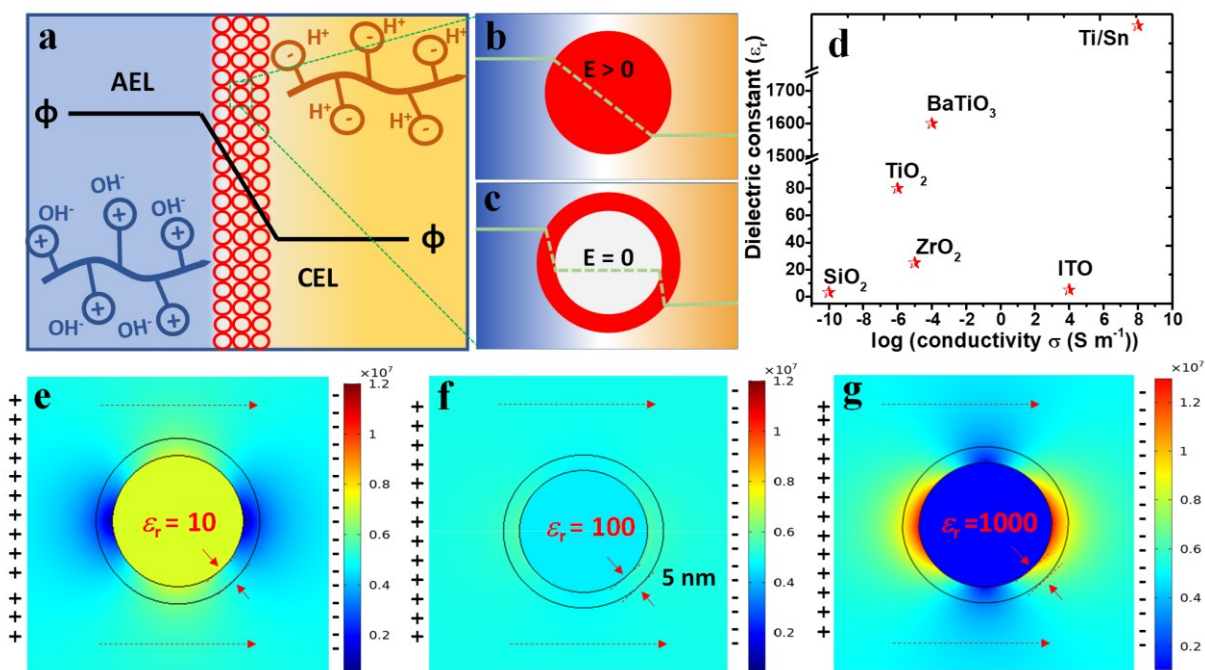 a
AEL
ϕ
ϕ
CEL
H⁺
H⁺
H⁺
H⁺
H⁺
OH⁻
OH⁻
OH⁻
OH⁻
OH⁻
+
+
+
+
+
-
-
-
-
-
b
E > 0
c
E = 0
d
Dielectric constant (εr)
1700
1600
1500
80
60
40
20
0
Ti/Sn
BaTiO₃
TiO₂
ZrO₂
SiO₂
ITO
-10 -8 -6 -4 -2 0 2 4 6 8 10
log (conductivity σ (S m⁻¹))
e
εr = 10
×10⁷
1.2
1
0.8
0.6
0.4
0.2
f
εr = 100
5 nm
×10⁷
1.2
1
0.8
0.6
0.4
0.2
g
εr =1000
×10⁷
1.2
1
0.8
0.6
0.4
0.2